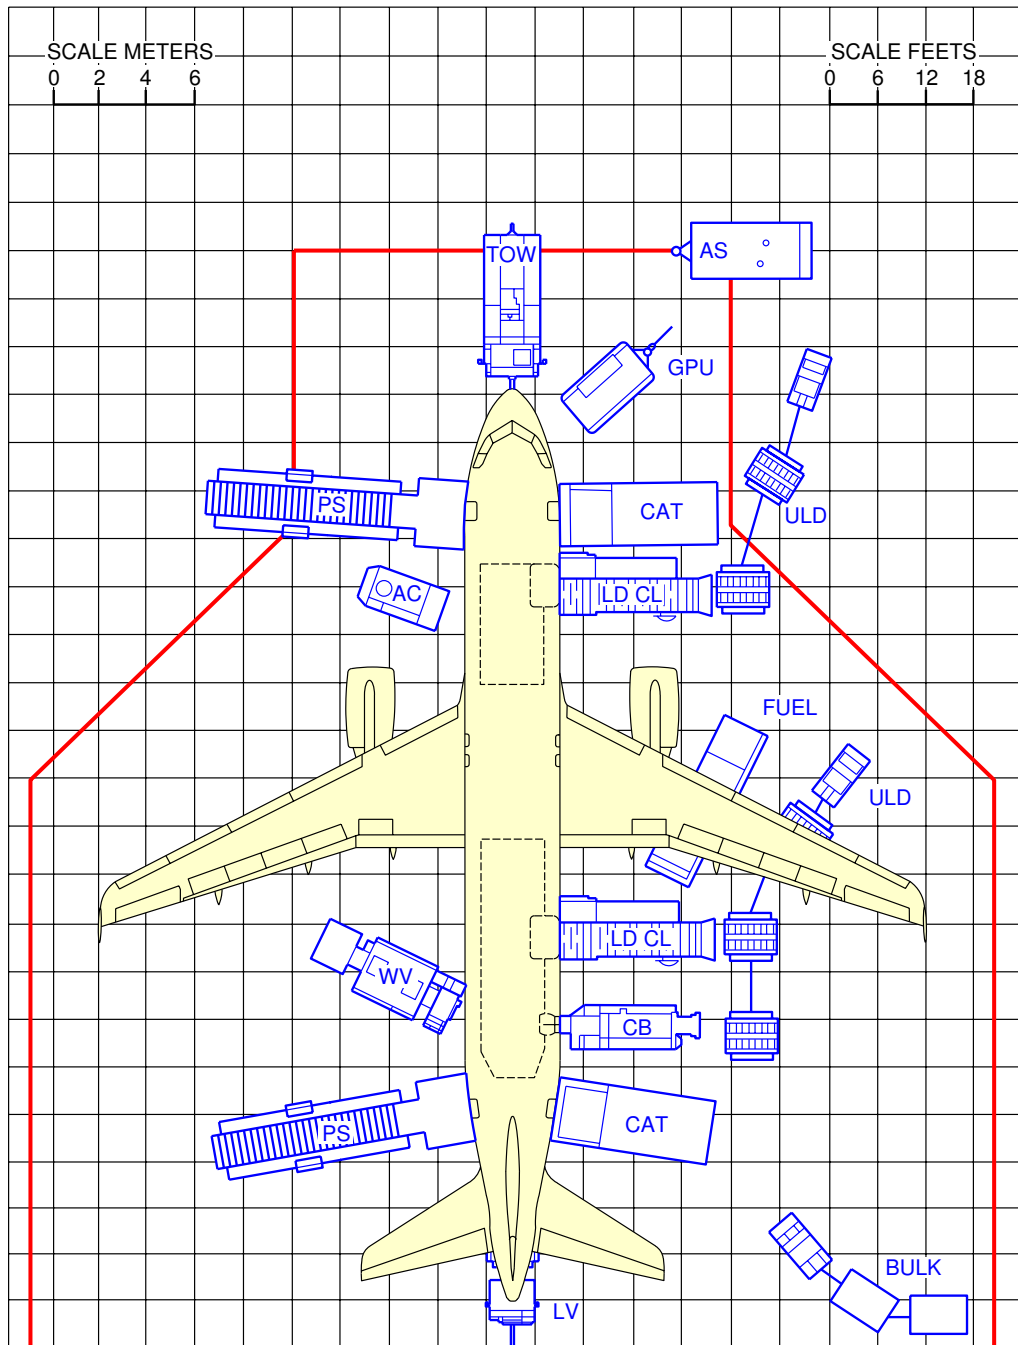 SCALE METERS
0 2 4 6
SCALE FEETS
0 6 12 18
TOW
AS
GPU
PS
CAT
ULD
AC
LD CL
FUEL
ULD
LD CL
WV
CB
PS
CAT
BULK
LV